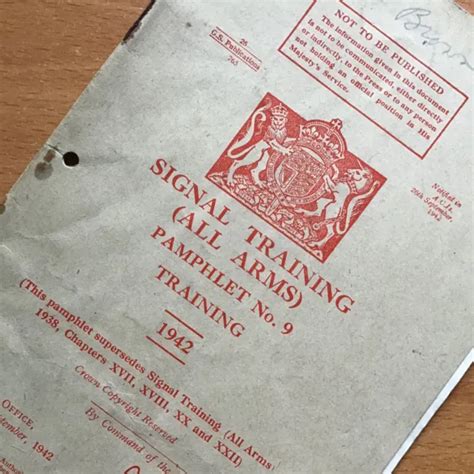 26
G.S. Publications
765
NOT TO BE PUBLISHED
The information given in this document
is not to be communicated, either directly
or indirectly, to the Press or to any person
not holding an official position in His
Majesty's Service.
Notified in
A.C.I.s
1942
SIGNAL TRAINING
(ALL ARMS)
PAMPHLET No. 9
TRAINING
1942
(This pamphlet supersedes Signal Training (All Arms)
1938, Chapters XVII, XVIII, XX and XXII)
Crown Copyright Reserved
By Command of the
OFFICE,
1942